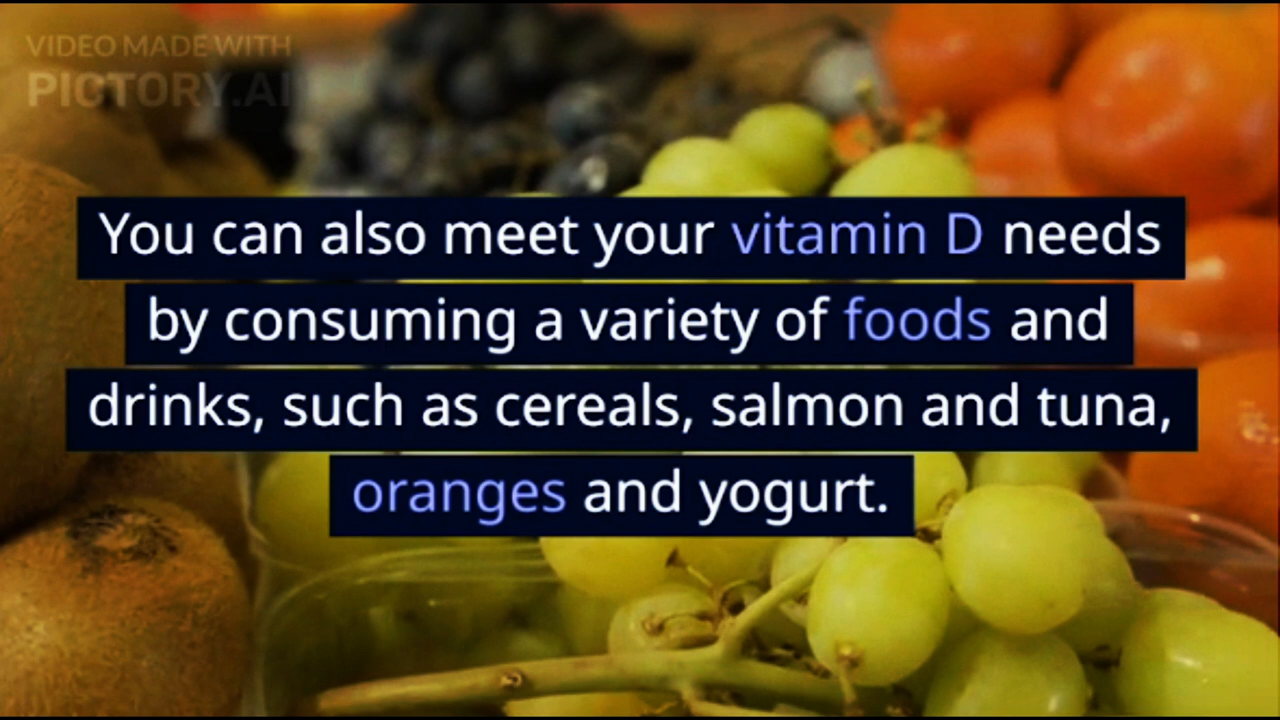 VIDEO MADE WITH
PICTORY.AI
You can also meet your vitamin D needs
by consuming a variety of foods and
drinks, such as cereals, salmon and tuna,
oranges and yogurt.